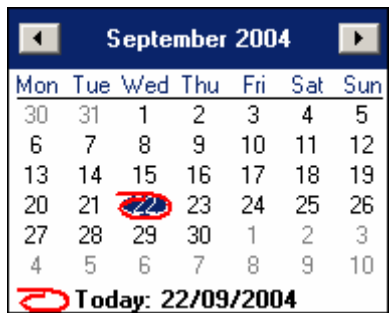 September 2004
Mon Tue Wed Thu Fri Sat Sun
30 31 1 2 3 4 5
6 7 8 9 10 11 12
13 14 15 16 17 18 19
20 21 22 23 24 25 26
27 28 29 30 1 2 3
4 5 6 7 8 9 10
Today: 22/09/2004